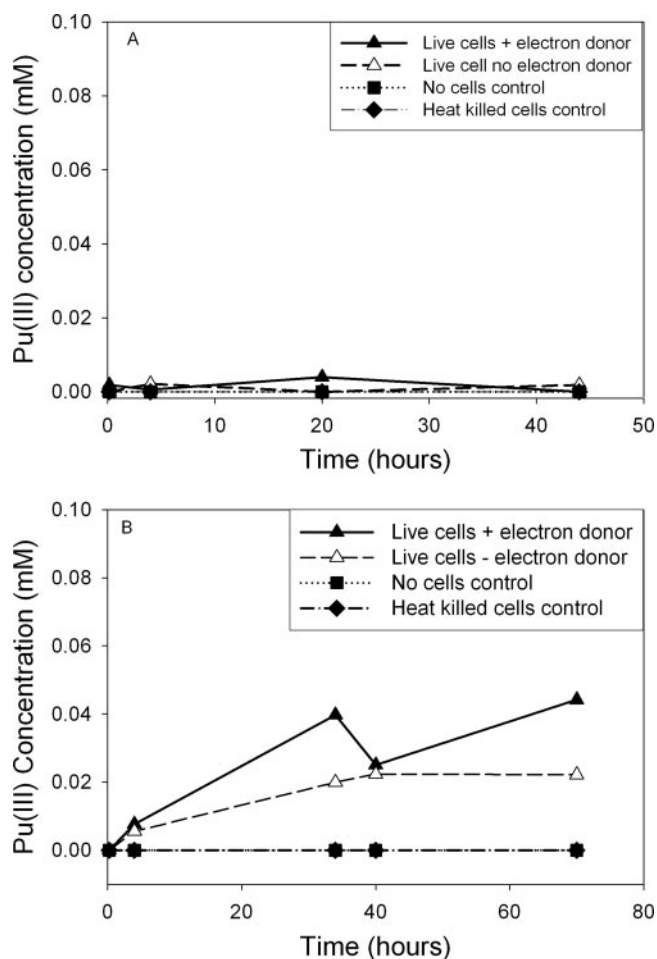 A
Live cells + electron donor
Live cell no electron donor
No cells control
Heat killed cells control
Pu(III) concentration (mM)
0.10
0.08
0.06
0.04
0.02
0.00
0 10 20 30 40 50
Time (hours)
B
Live cells + electron donor
Live cells - electron donor
No cells control
Heat killed cells control
Pu(III) Concentration (mM)
0.10
0.08
0.06
0.04
0.02
0.00
0 20 40 60 80
Time (hours)